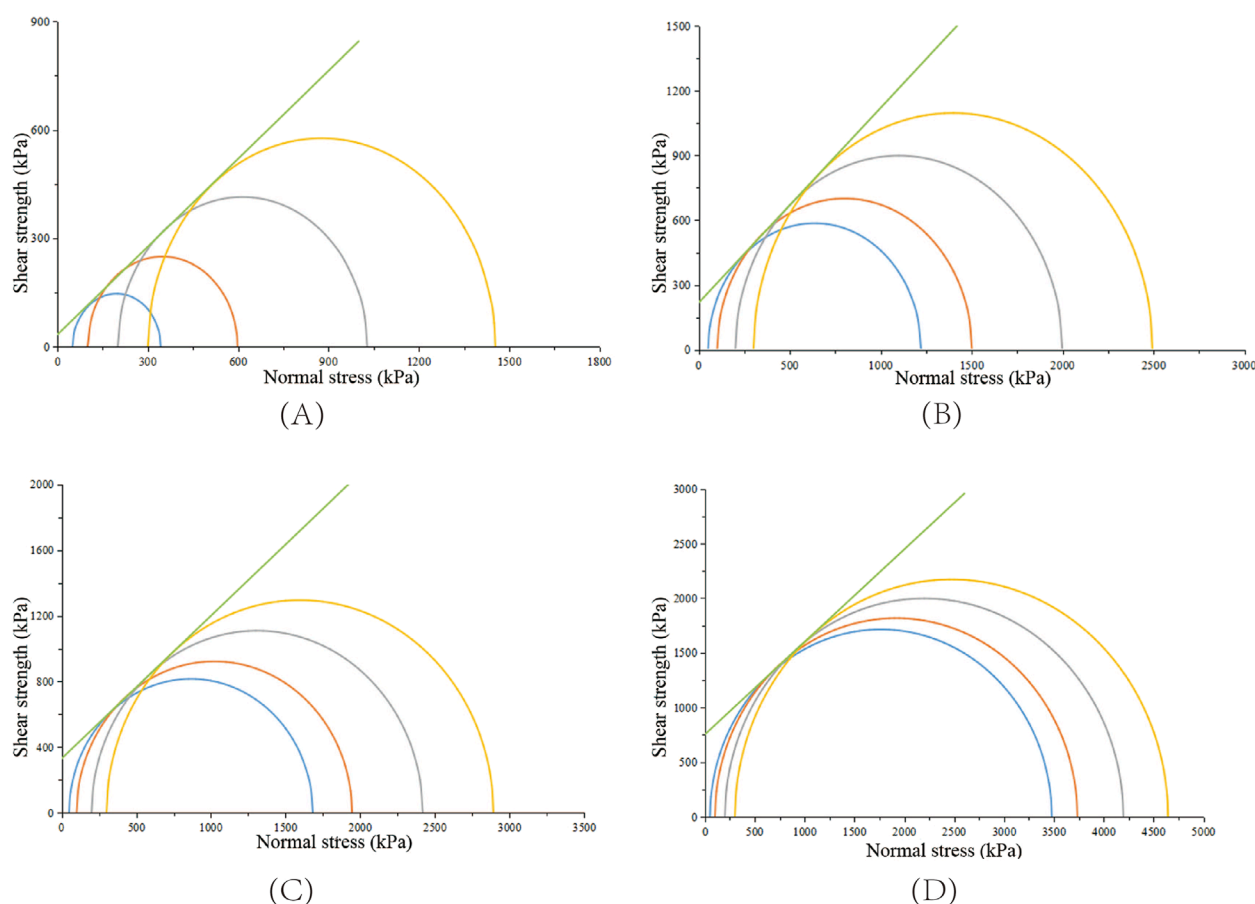 900
600
300
0
Shear strength (kPa)
0 300 600 900 1200 1500 1800
Normal stress (kPa)
(A)
1500
1200
900
600
300
0
Shear strength (kPa)
0 500 1000 1500 2000 2500 3000
Normal stress (kPa)
(B)
2000
1600
1200
800
400
0
Shear strength (kPa)
0 500 1000 1500 2000 2500 3000 3500
Normal stress (kPa)
(C)
3000
2500
2000
1500
1000
500
0
Shear strength (kPa)
0 500 1000 1500 2000 2500 3000 3500 4000 4500 5000
Normal stress (kPa)
(D)